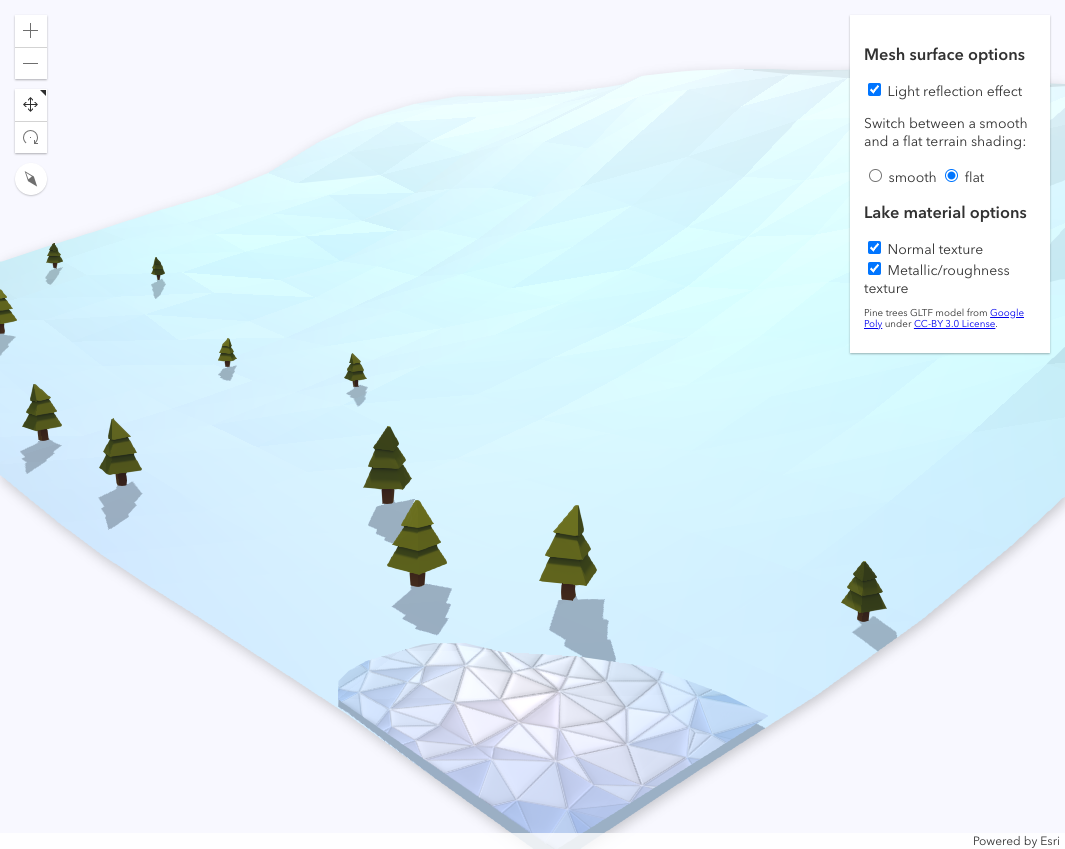 Mesh surface options
Light reflection effect
Switch between a smooth
and a flat terrain shading:
smooth flat
Lake material options
Normal texture
Metallic/roughness
texture
Pine trees GLTF model from Google
Poly under CC-BY 3.0 License.
Powered by Esri